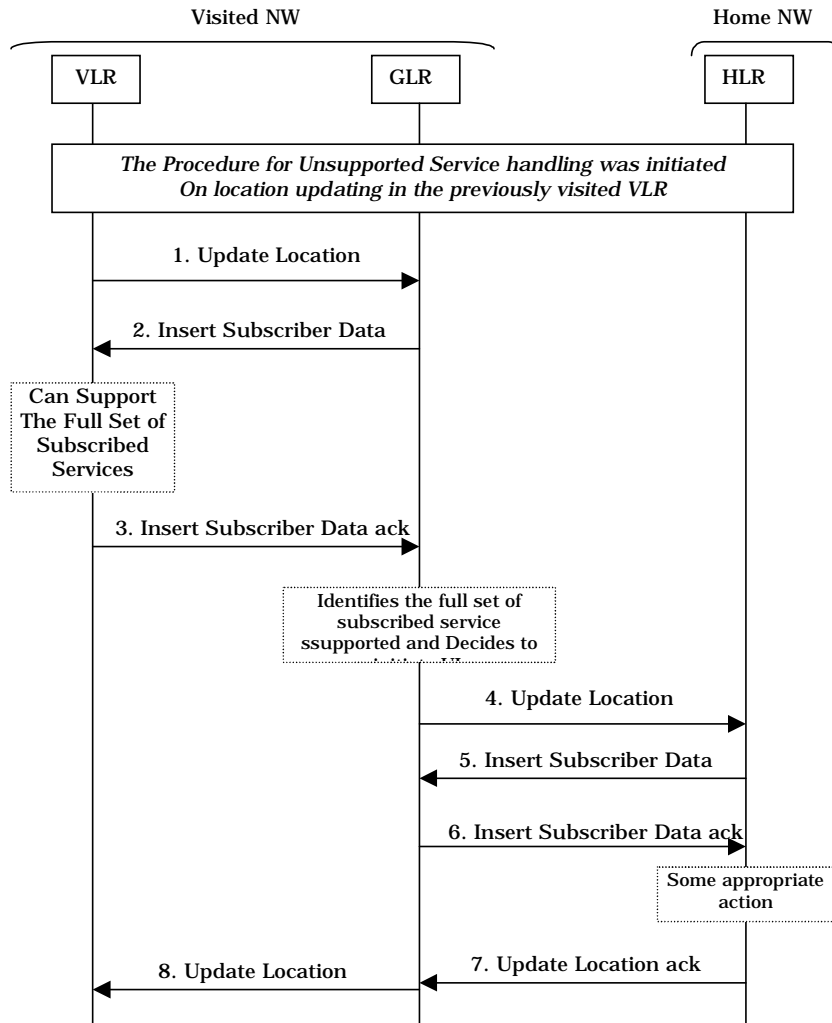 Visited NW
Home NW
VLR
GLR
HLR
The Procedure for Unsupported Service handling was initiated
On location updating in the previously visited VLR
1. Update Location
2. Insert Subscriber Data
Can Support
The Full Set of
Subscribed
Services
3. Insert Subscriber Data ack
Identifies the full set of
subscribed service
ssupported and Decides to
4. Update Location
5. Insert Subscriber Data
6. Insert Subscriber Data ack
Some appropriate
action
7. Update Location ack
8. Update Location